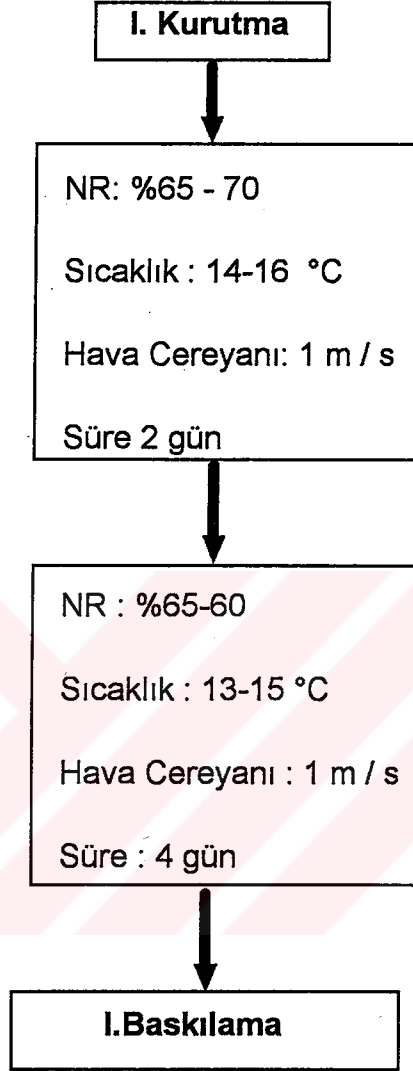 I. Kurutma
NR: %65 - 70
Sıcaklık : 14-16 °C
Hava Cereyanı: 1 m / s
Süre 2 gün
NR : %65-60
Sıcaklık : 13-15 °C
Hava Cereyanı : 1 m / s
Süre : 4 gün
I.Baskılama